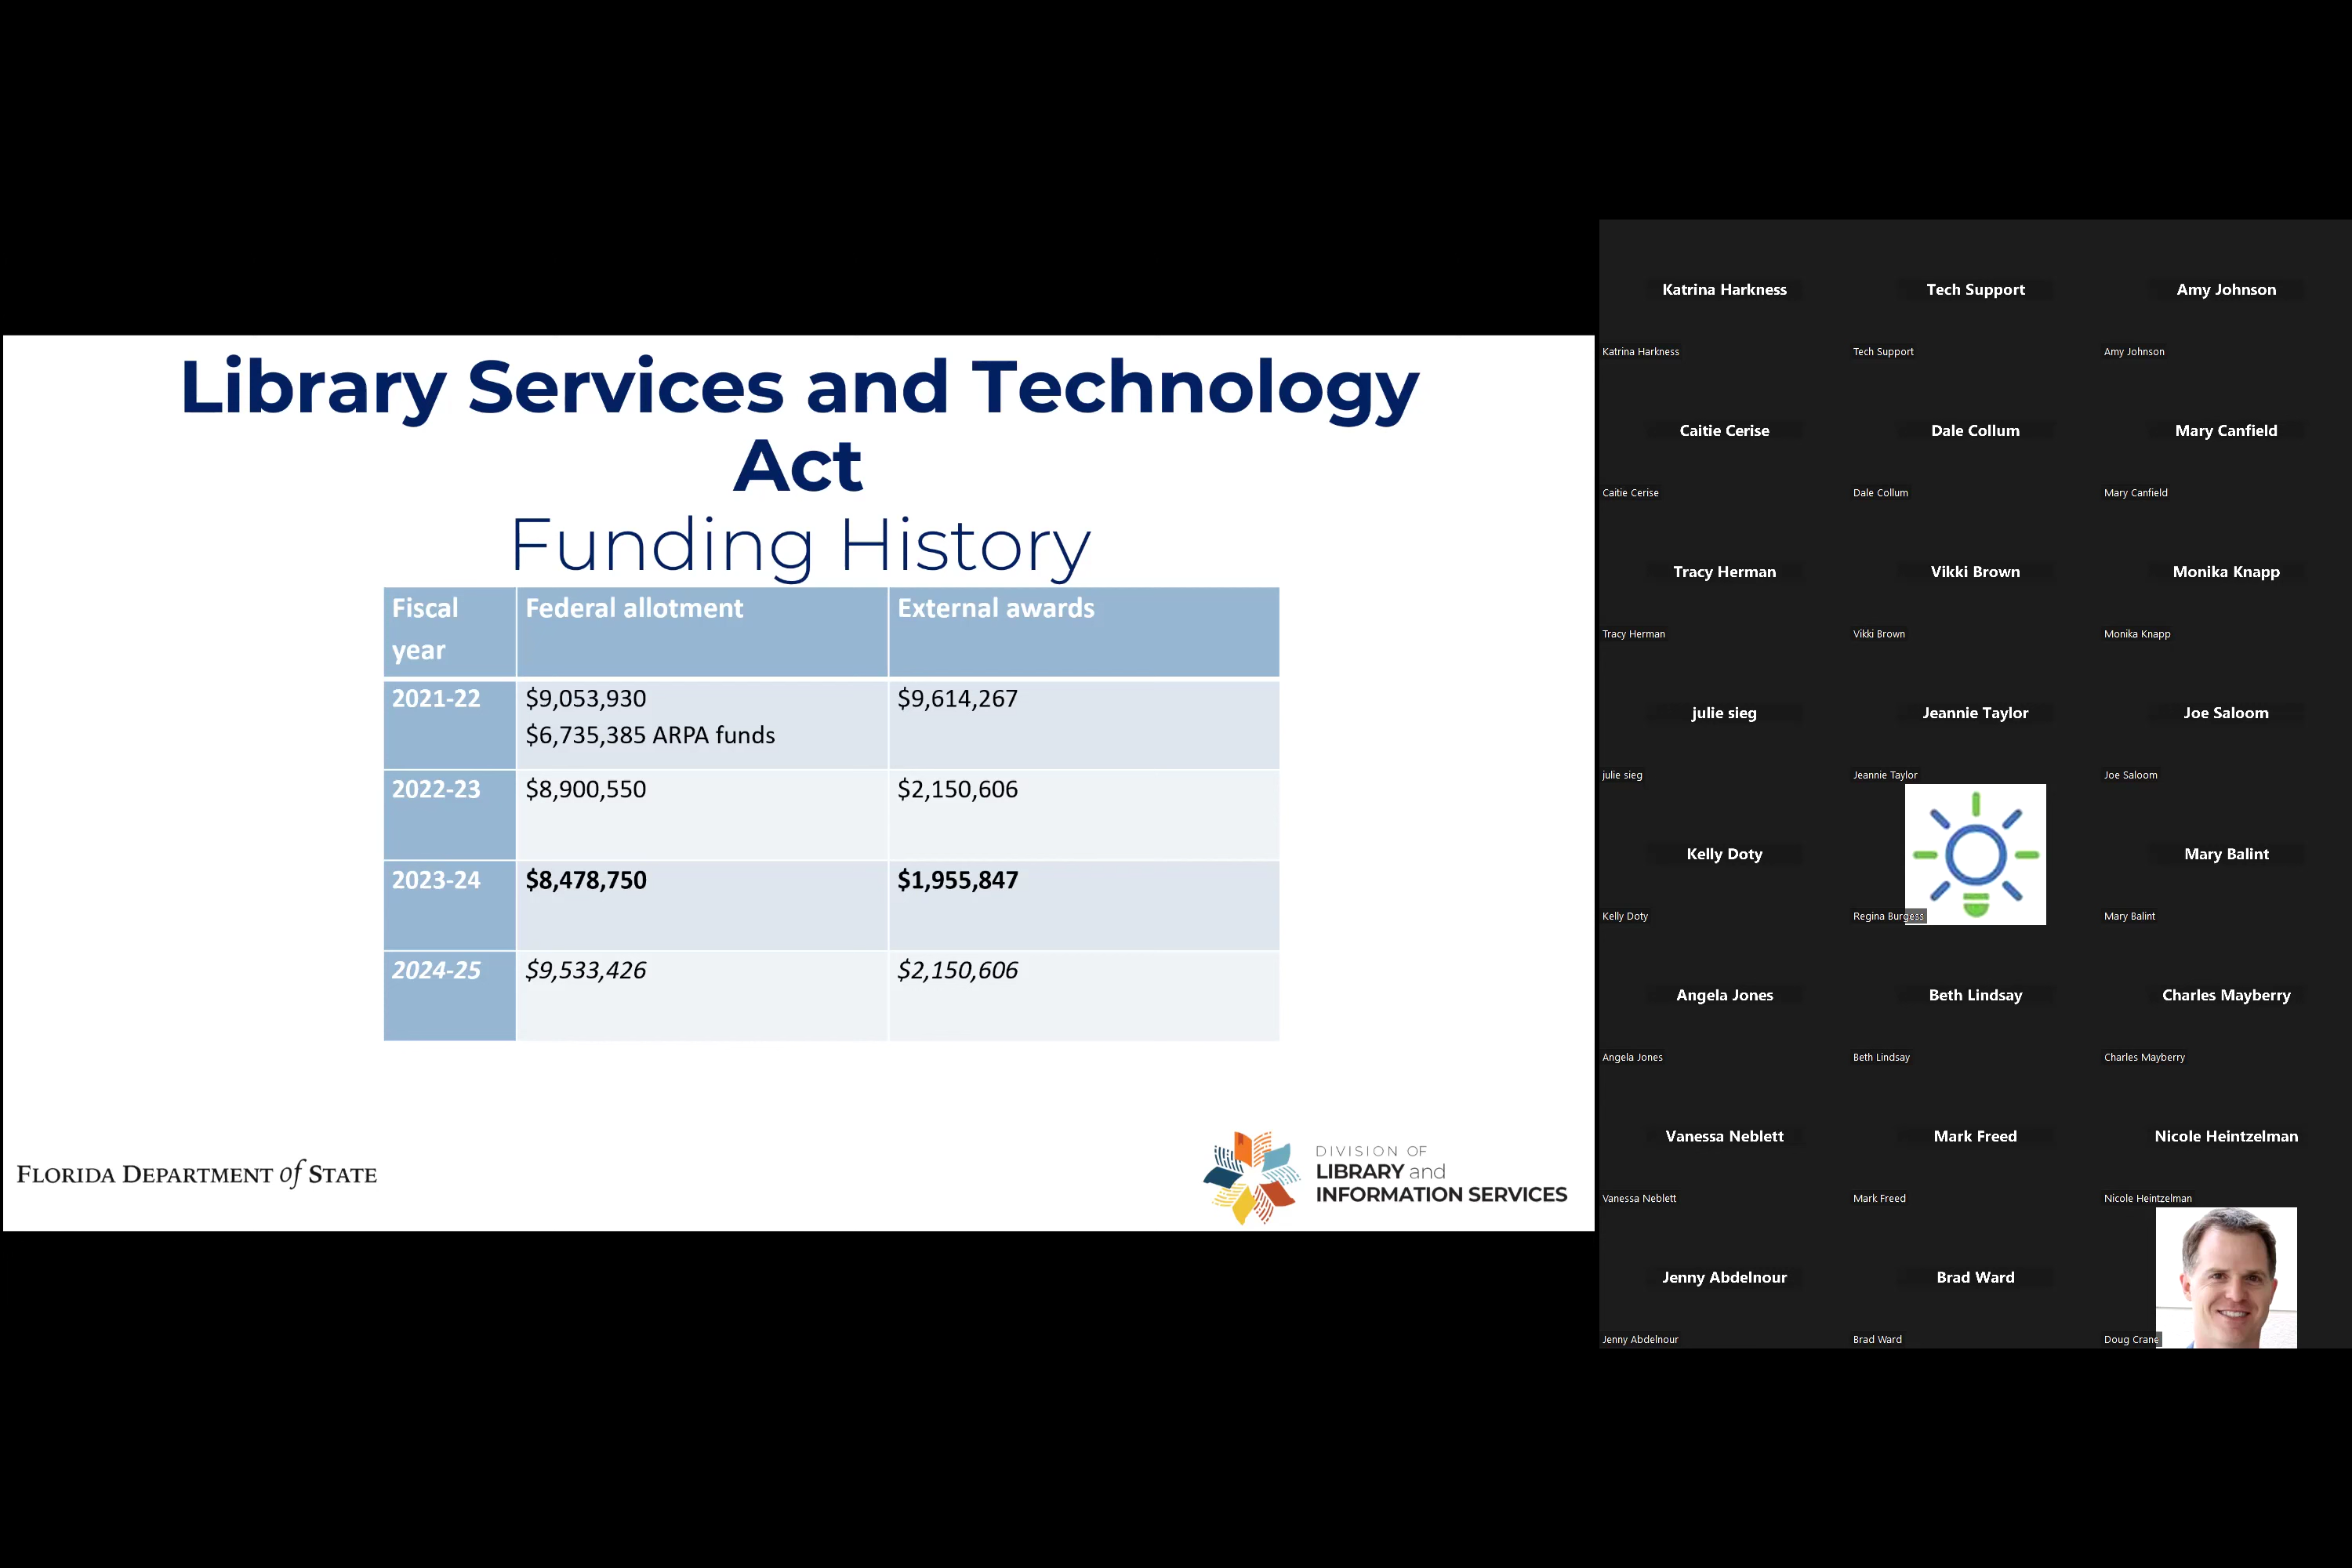 Library Services and Technology
Act
Funding History
Fiscal
year
Federal allotment
External awards
2021-22
$9,053,930
$6,735,385 ARPA funds
$9,614,267
2022-23
$8,900,550
$2,150,606
2023-24
$8,478,750
$1,955,847
2024-25
$9,533,426
$2,150,606
FLORIDA DEPARTMENT of STATE
DIVISION OF
LIBRARY and
INFORMATION SERVICES
Katrina Harkness
Katrina Harkness
Tech Support
Tech Support
Amy Johnson
Amy Johnson
Caitie Cerise
Caitie Cerise
Dale Collum
Dale Collum
Mary Canfield
Mary Canfield
Tracy Herman
Tracy Herman
Vikki Brown
Vikki Brown
Monika Knapp
Monika Knapp
julie sieg
julie sieg
Jeannie Taylor
Jeannie Taylor
Joe Saloom
Joe Saloom
Kelly Doty
Kelly Doty
Regina Burgess
Mary Balint
Mary Balint
Angela Jones
Angela Jones
Beth Lindsay
Beth Lindsay
Charles Mayberry
Charles Mayberry
Vanessa Neblett
Vanessa Neblett
Mark Freed
Mark Freed
Nicole Heintzelman
Nicole Heintzelman
Jenny Abdelnour
Jenny Abdelnour
Brad Ward
Brad Ward
Doug Crane